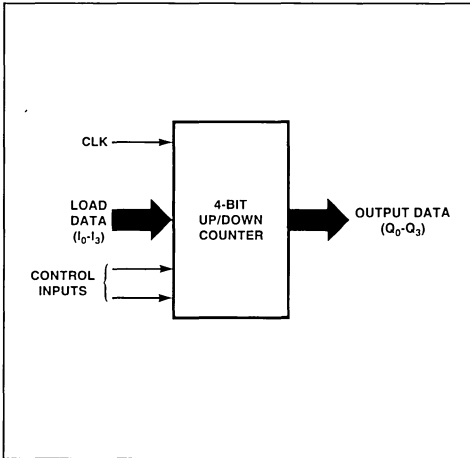 CLK
LOAD
DATA
(I₀-I₃)
CONTROL
INPUTS
4-BIT
UP/DOWN
COUNTER
OUTPUT DATA
(Q₀-Q₃)